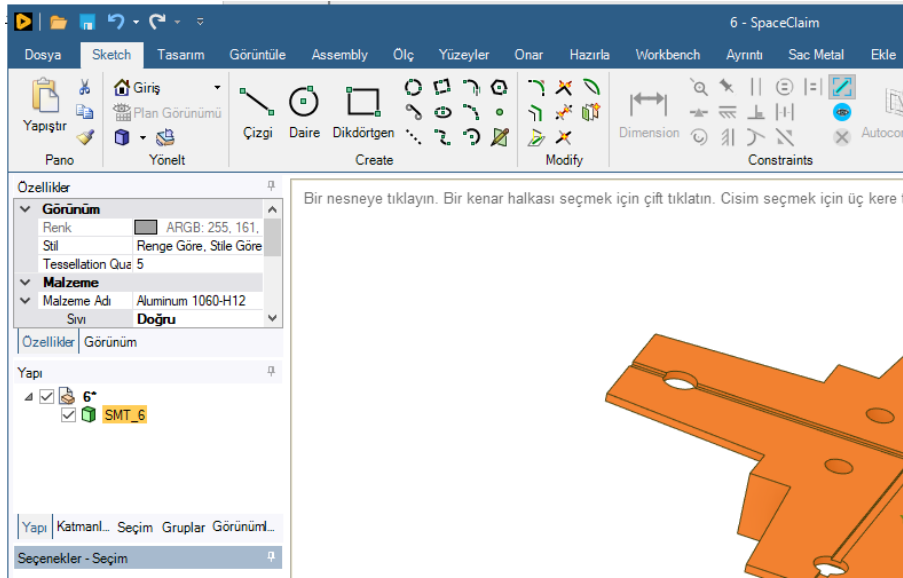 6 - SpaceClaim
Dosya Sketch Tasarım Görüntüle Assembly Ölç Yüzeyler Onar Hazırla Workbench Ayrıntı Sac Metal Ekle
Giriş
Plan Görünümü
Yapıştır
Çizgi Daire Dikdörtgen
Dimension
Pano Yönelt Create Modify Constraints
Özellikler
Bir nesneye tıklayın. Bir kenar halkası seçmek için çift tıklatın. Cisim seçmek için üç kere
Görünüm
Renk ARGB: 255, 161,
Stil Renge Göre, Stile Göre
Tessellation Qua 5
Malzeme
Malzeme Adı Aluminum 1060-H12
Sıvı Doğru
Özellikler Görünüm
Yapı
6*
SMT_6
Yapı Katmanl... Seçim Gruplar Görünüml...
Seçenekler - Seçim